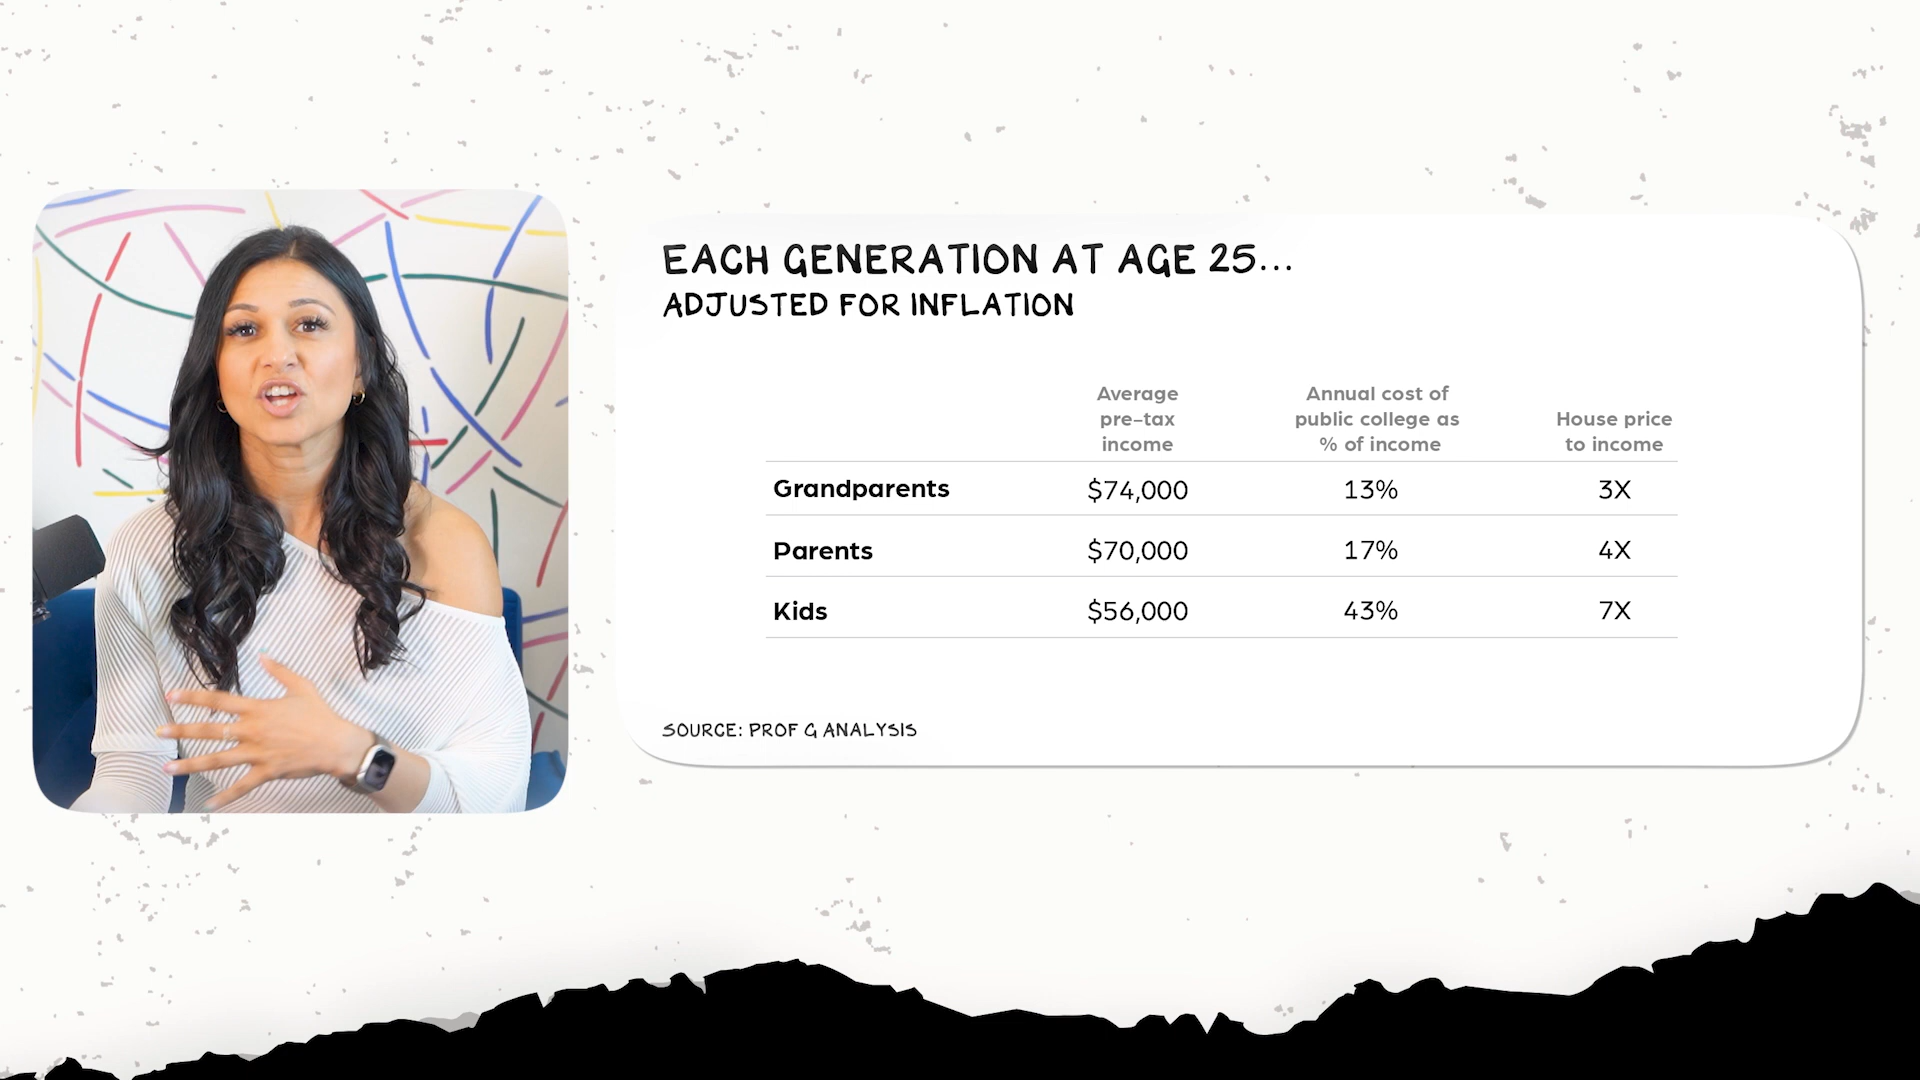 EACH GENERATION AT AGE 25...
ADJUSTED FOR INFLATION
Average
pre-tax
income
Annual cost of
public college as
% of income
House price
to income
Grandparents $74,000 13% 3X
Parents $70,000 17% 4X
Kids $56,000 43% 7X
SOURCE: PROF G ANALYSIS